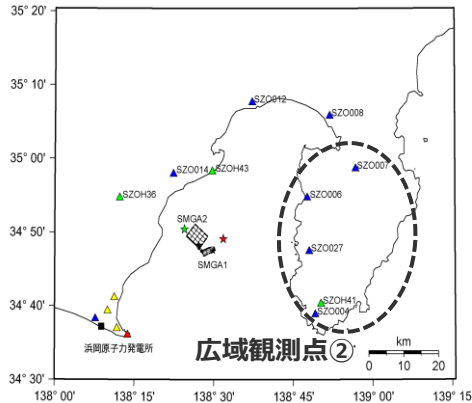 35° 20'
35° 10'
35° 00'
34° 50'
34° 40'
34° 30'
SZO012
SZO008
SZO014
SZOH43
SZO007
SZOH36
SZO006
SMGA2
SMGA1
SZO027
SZOH41
SZO004
浜岡原子力発電所
広域観測点②
km
0 10 20
138° 00' 138° 15' 138° 30' 138° 45' 139° 00' 139° 15'